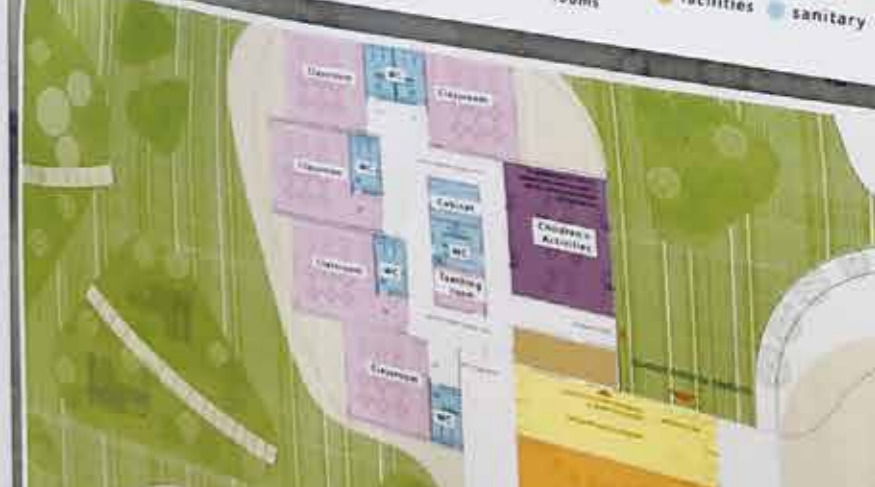 facilities
sanitary
Classroom
WC
Classroom
Classroom
WC
Cabinet
Children's
Activities
WC
Classroom
WC
Teaching
room
Classroom
WC